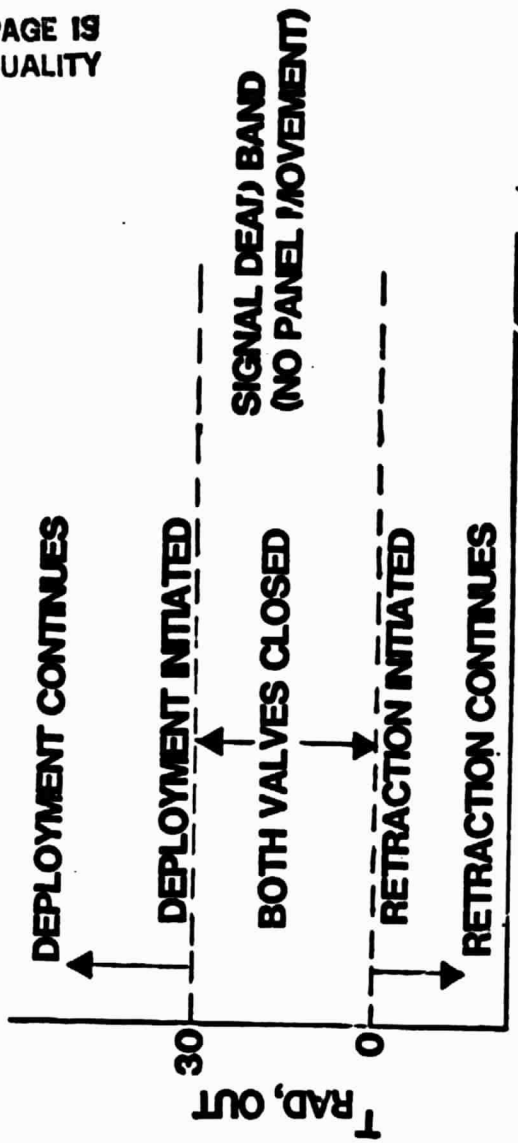 PAGE IS
UALITY
SIGNAL DEAD BAND
(NO PANEL MOVEMENT)
DEPLOYMENT CONTINUES
DEPLOYMENT INITIATED
BOTH VALVES CLOSED
RETRACTION INITIATED
RETRACTION CONTINUES
30
0
T RAD, OUT